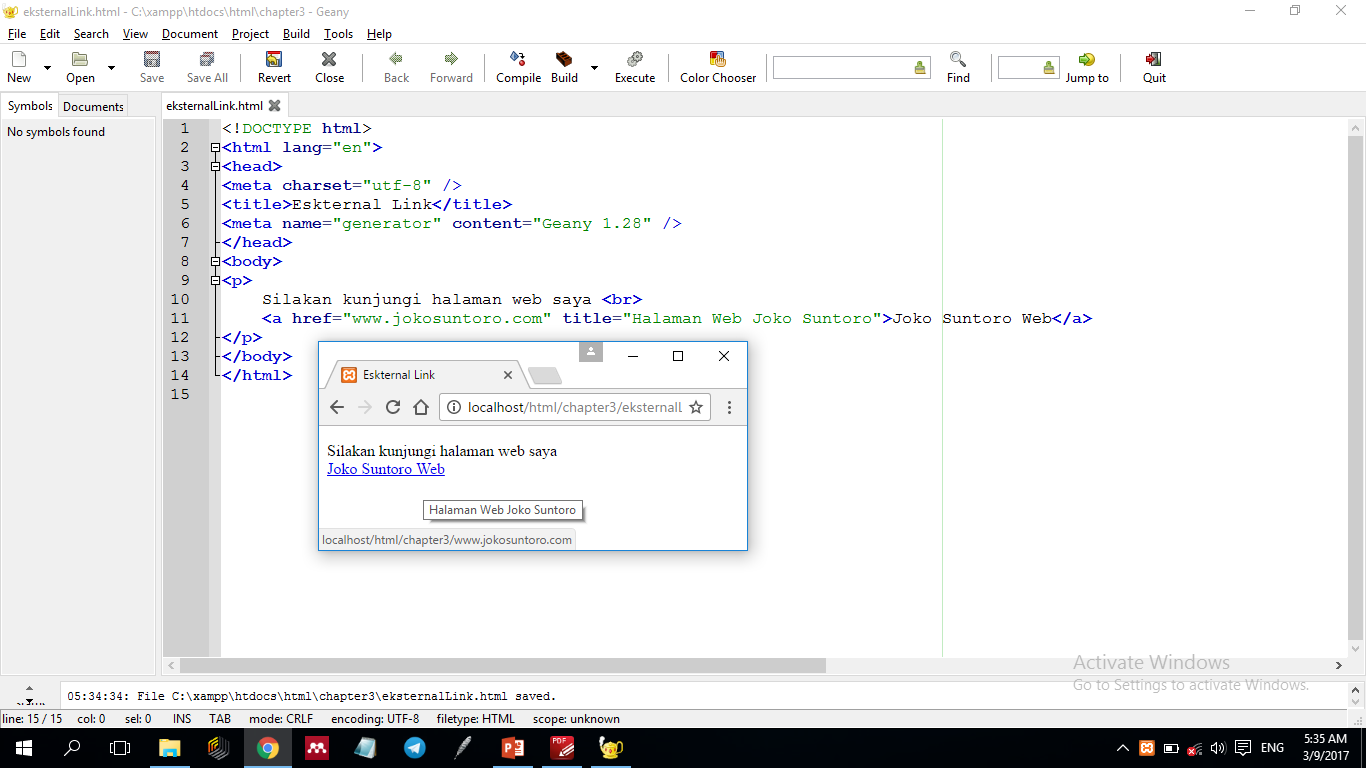 eksternalLink.html - C:\xampp\htdocs\html\chapter3 - Geany
File Edit Search View Document Project Build Tools Help
New Open Save Save All Revert Close Back Forward Compile Build Execute Color Chooser Find Jump to Quit
Symbols Documents eksternalLink.html
No symbols found
1 <!DOCTYPE html>
2 <html lang="en">
3 <head>
4 <meta charset="utf-8" />
5 <title>Eskternal Link</title>
6 <meta name="generator" content="Geany 1.28" />
7 </head>
8 <body>
9 <p>
10 Silakan kunjungi halaman web saya <br>
11 <a href="www.jokosuntoro.com" title="Halaman Web Joko Suntoro">Joko Suntoro Web</a>
12 </p>
13 </body>
14 </html>
15
Eskternal Link
localhost/html/chapter3/eksternalL
Silakan kunjungi halaman web saya
Joko Suntoro Web
Halaman Web Joko Suntoro
localhost/html/chapter3/www.jokosuntoro.com
Activate Windows
Go to Settings to activate Windows.
05:34:34: File C:\xampp\htdocs\html\chapter3\eksternalLink.html saved.
line: 15 / 15 col: 0 sel: 0 INS TAB mode: CRLF encoding: UTF-8 filetype: HTML scope: unknown
PDF
ENG
5:35 AM
3/9/2017